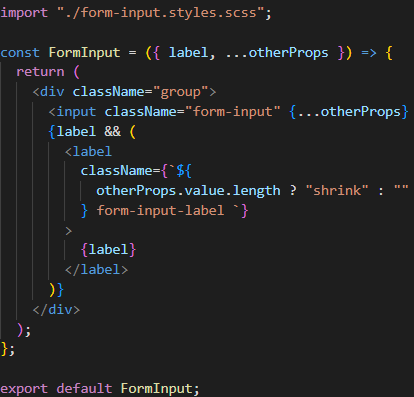 import "./form-input.styles.scss";

const FormInput = ({ label, ...otherProps }) => {
  return (
    <div className="group">
      <input className="form-input" {...otherProps}
      {label && (
        <label
          className={`${
            otherProps.value.length ? "shrink" : ""
          } form-input-label `}
        >
          {label}
        </label>
      )}
    </div>
  );
};

export default FormInput;